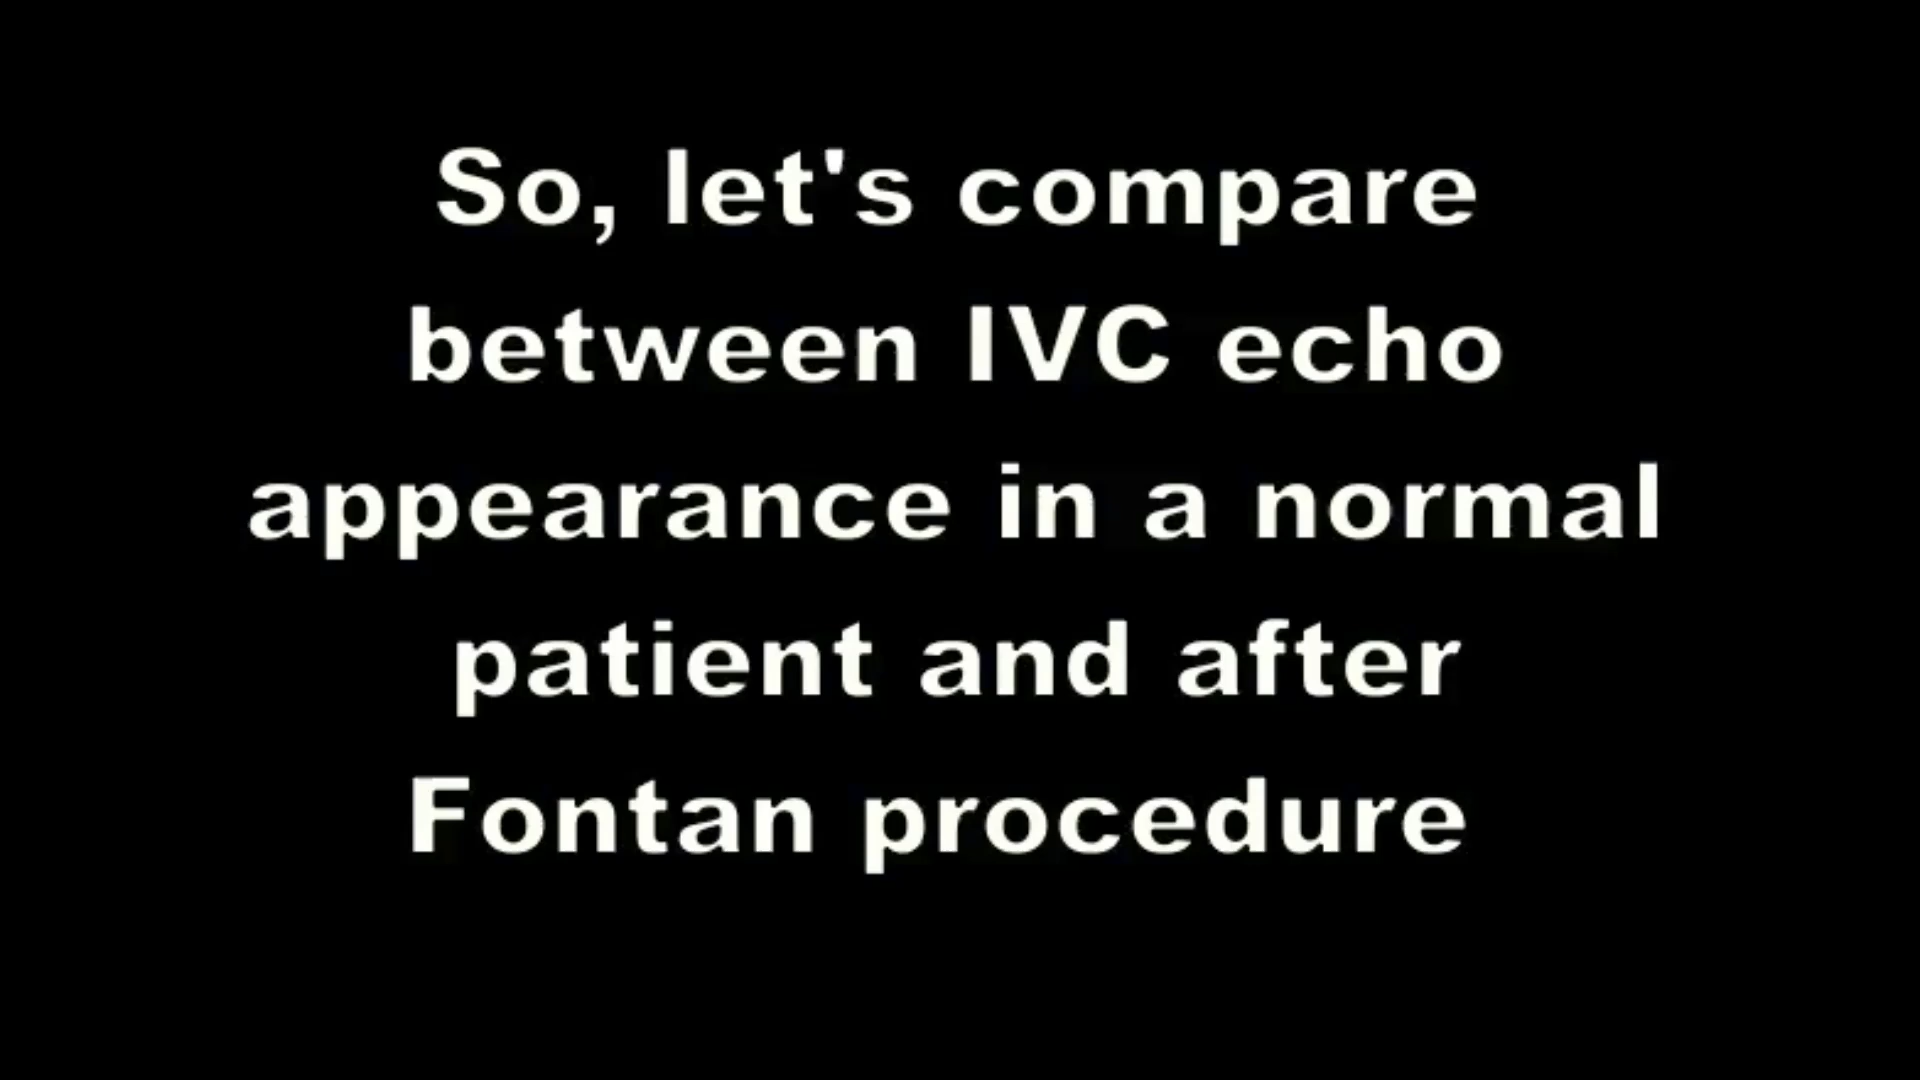 So, let's compare
between IVC echo
appearance in a normal
patient and after
Fontan procedure